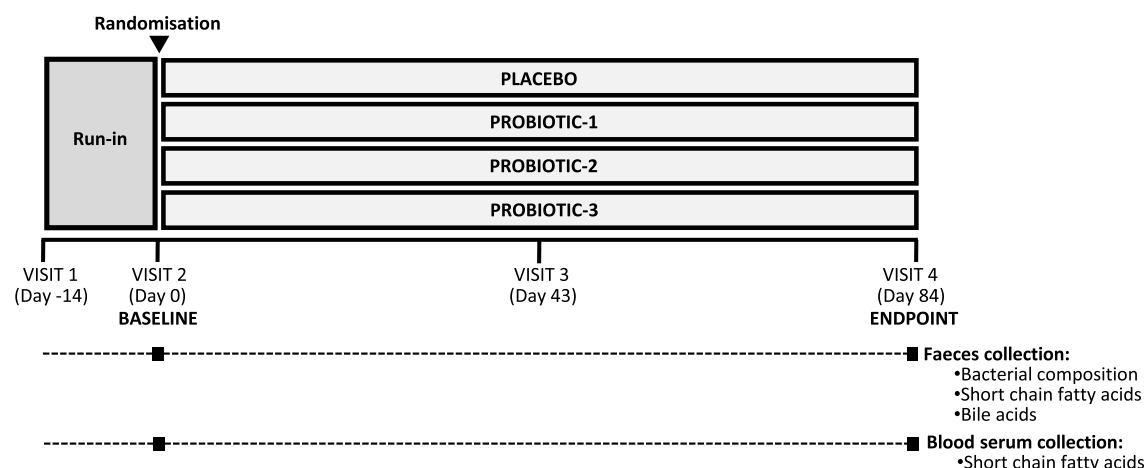 Randomisation
Run-in
PLACEBO
PROBIOTIC-1
PROBIOTIC-2
PROBIOTIC-3
VISIT 1
(Day -14)
VISIT 2
(Day 0)
BASELINE
VISIT 3
(Day 43)
VISIT 4
(Day 84)
ENDPOINT
Faeces collection:
•Bacterial composition
•Short chain fatty acids
•Bile acids
Blood serum collection:
•Short chain fatty acids